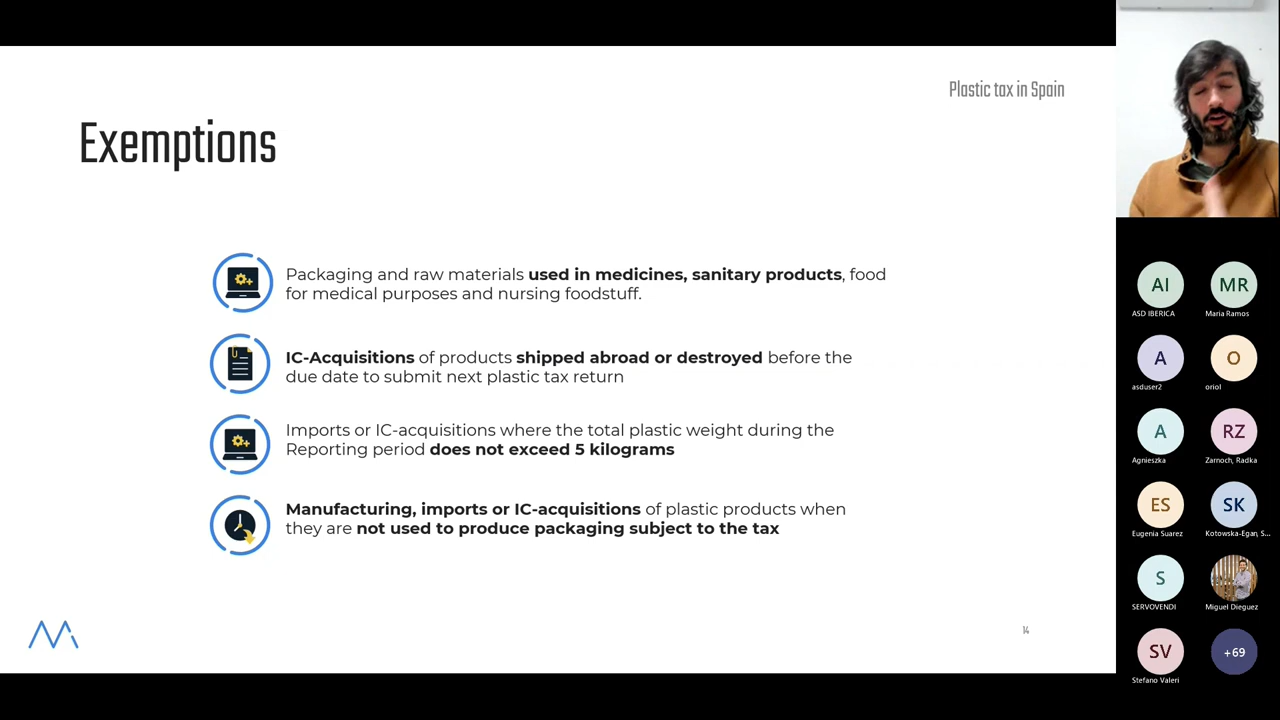 Plastic tax in Spain
Exemptions
Packaging and raw materials used in medicines, sanitary products, food
for medical purposes and nursing foodstuff.
IC-Acquisitions of products shipped abroad or destroyed before the
due date to submit next plastic tax return
Imports or IC-acquisitions where the total plastic weight during the
Reporting period does not exceed 5 kilograms
Manufacturing, imports or IC-acquisitions of plastic products when
they are not used to produce packaging subject to the tax
14
AI
MR
ASD IBERICA
Maria Ramos
A
O
asduser2
oriol
A
RZ
Agnieszka
Zarnoch, Radka
ES
SK
Eugenia Suarez
Kotowska-Egan, S...
S
SERVOVENDI
Miguel Dieguez
SV
+69
Stefano Valeri